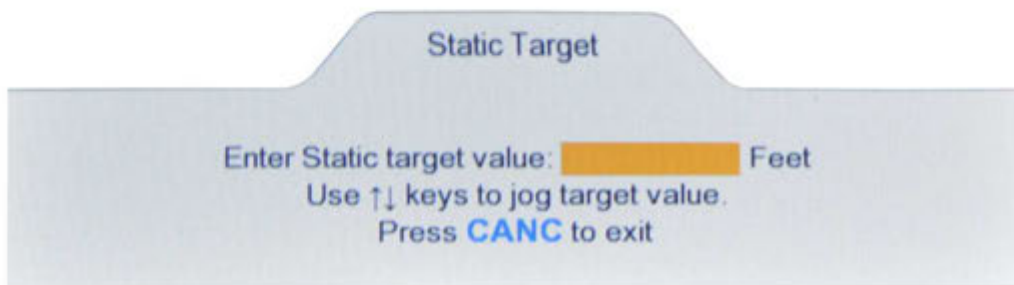 Static Target
Enter Static target value: Feet
Use ↑↓ keys to jog target value.
Press CANC to exit